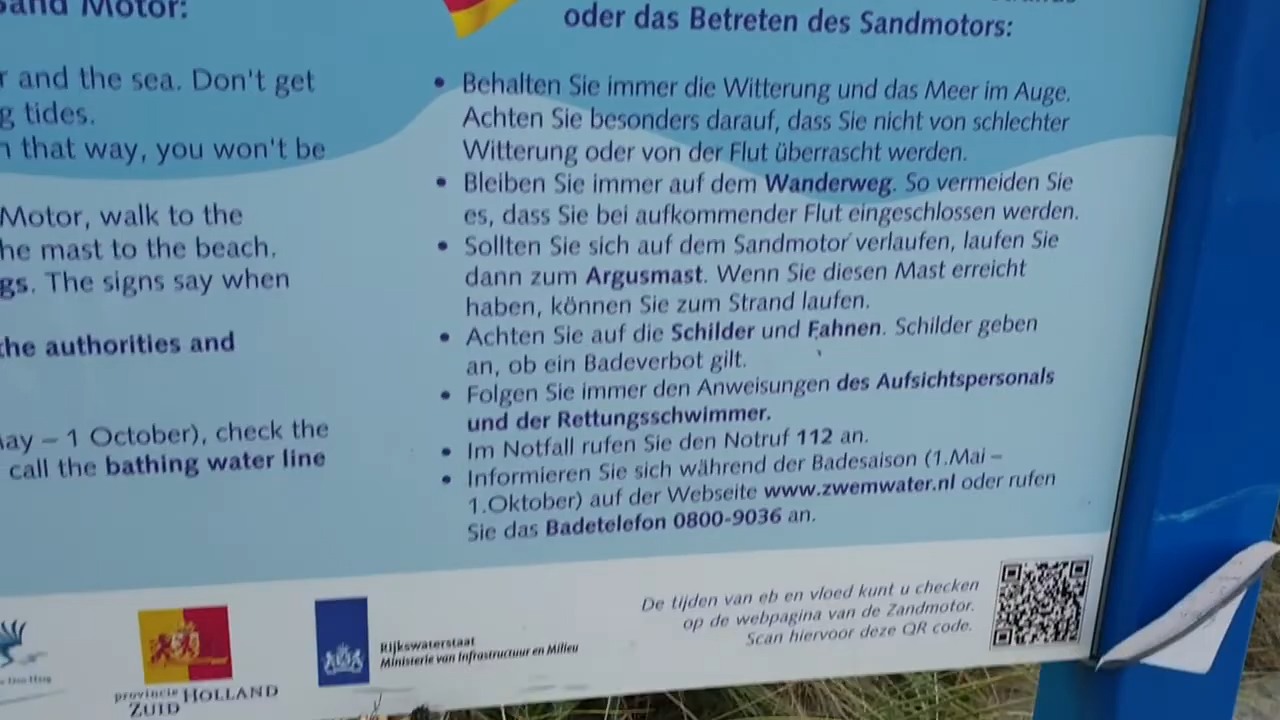 Sand Motor:
r and the sea. Don't get
g tides.
n that way, you won't be
Motor, walk to the
he mast to the beach.
gs. The signs say when
the authorities and
ay – 1 October), check the
call the bathing water line
oder das Betreten des Sandmotors:
• Behalten Sie immer die Witterung und das Meer im Auge.
Achten Sie besonders darauf, dass Sie nicht von schlechter
Witterung oder von der Flut überrascht werden.
• Bleiben Sie immer auf dem Wanderweg. So vermeiden Sie
es, dass Sie bei aufkommender Flut eingeschlossen werden.
• Sollten Sie sich auf dem Sandmotor verlaufen, laufen Sie
dann zum Argusmast. Wenn Sie diesen Mast erreicht
haben, können Sie zum Strand laufen.
• Achten Sie auf die Schilder und Fahnen. Schilder geben
an, ob ein Badeverbot gilt.
• Folgen Sie immer den Anweisungen des Aufsichtspersonals
und der Rettungsschwimmer.
• Im Notfall rufen Sie den Notruf 112 an.
• Informieren Sie sich während der Badesaison (1.Mai –
1.Oktober) auf der Webseite www.zwemwater.nl oder rufen
Sie das Badetelefon 0800-9036 an.
De tijden van eb en vloed kunt u checken
op de webpagina van de Zandmotor.
Scan hiervoor deze QR code.
Den Haag
provincie HOLLAND
ZUID
Rijkswaterstaat
Ministerie van Infrastructuur en Milieu